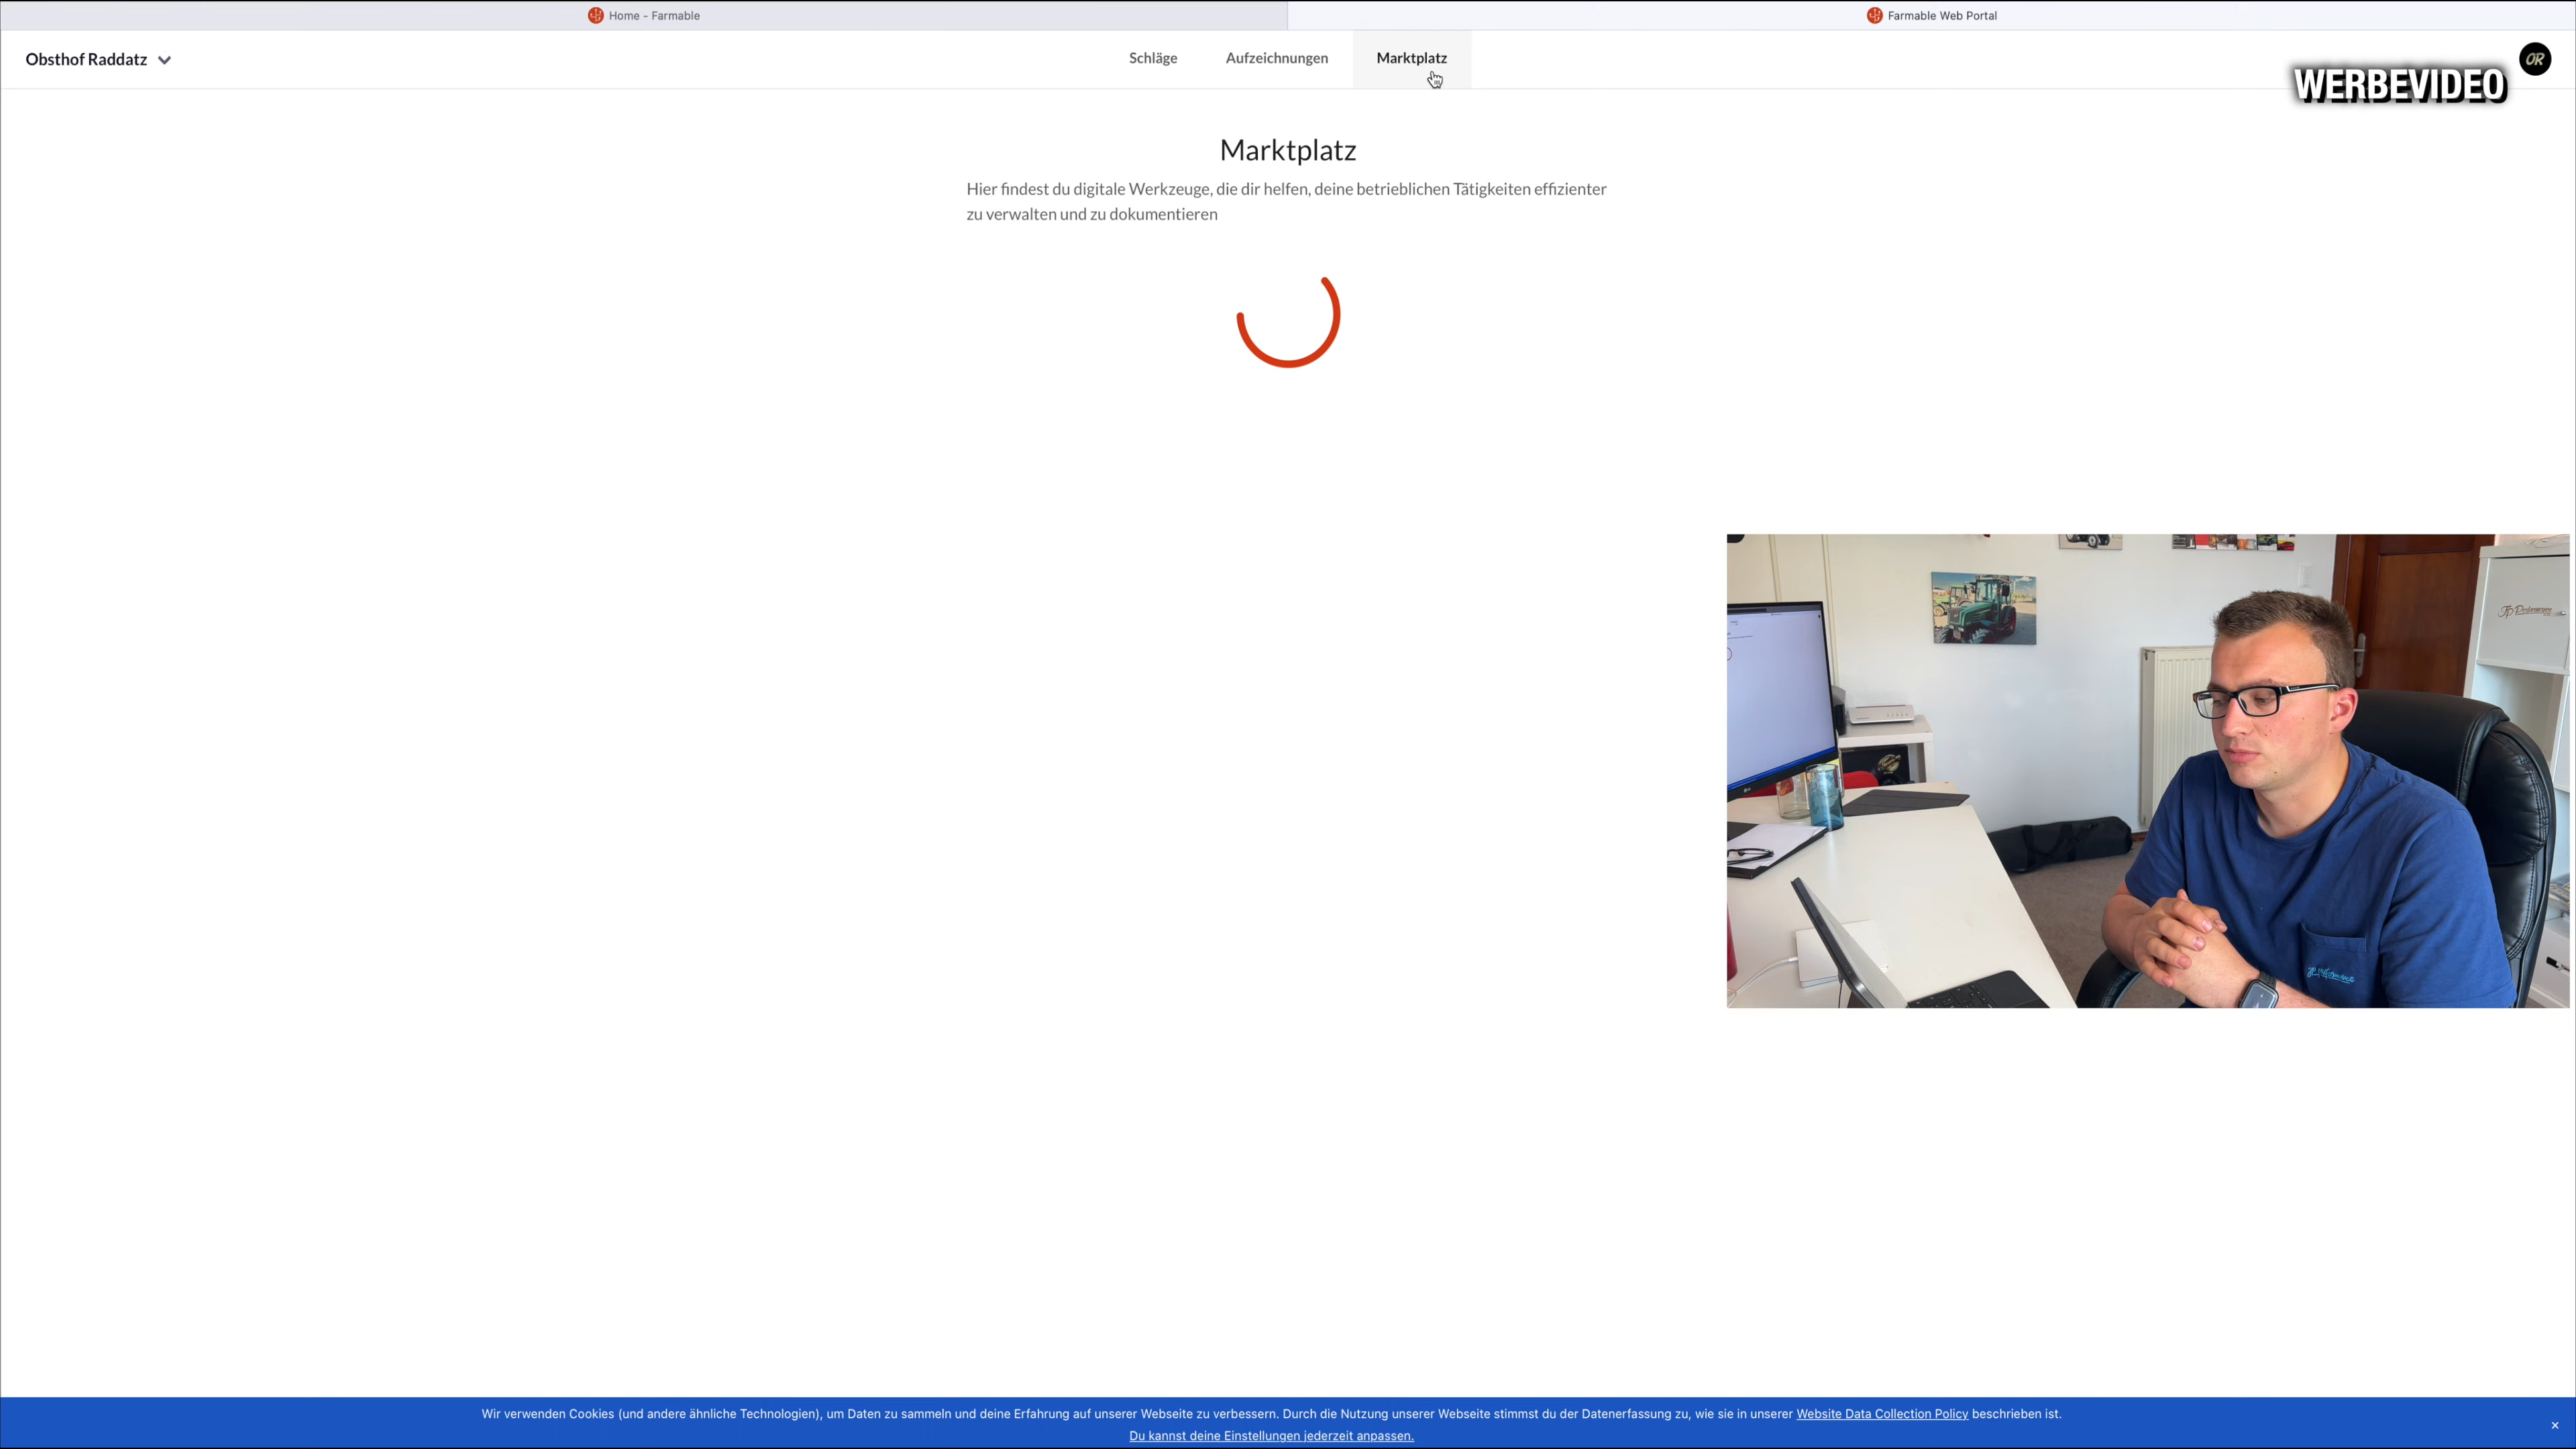 Home - Farmable
Farmable Web Portal
Obsthof Raddatz
Schläge
Aufzeichnungen
Marktplatz
OR
WERBEVIDEO
Marktplatz
Hier findest du digitale Werkzeuge, die dir helfen, deine betrieblichen Tätigkeiten effizienter
zu verwalten und zu dokumentieren
Wir verwenden Cookies (und andere ähnliche Technologien), um Daten zu sammeln und deine Erfahrung auf unserer Webseite zu verbessern. Durch die Nutzung unserer Webseite stimmst du der Datenerfassung zu, wie sie in unserer Website Data Collection Policy beschrieben ist.
Du kannst deine Einstellungen jederzeit anpassen.